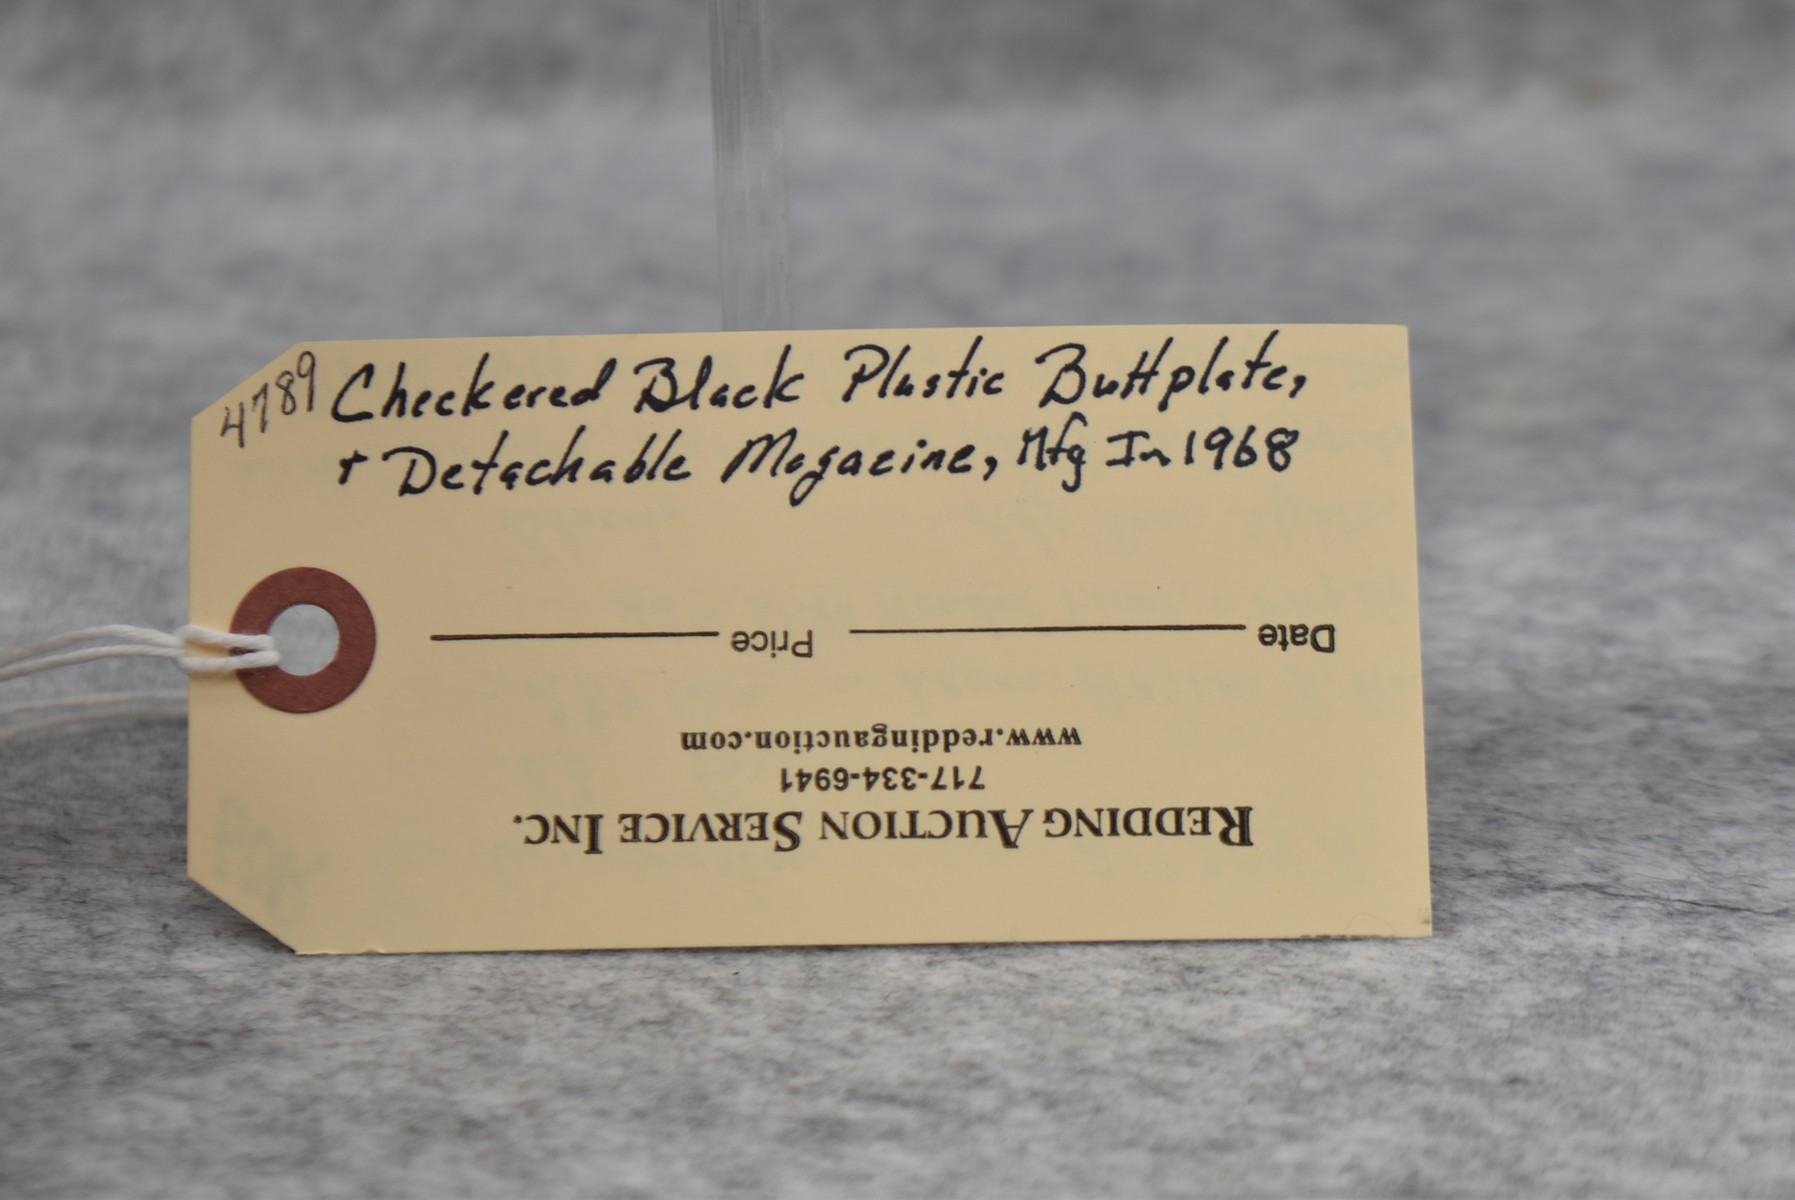 4789 Checkered Black Plastic Buttplate,
+ Detachable Magazine, Mfg In 1968
Date Price
www.reddingauction.com
717-334-6941
REDDING AUCTION SERVICE INC.